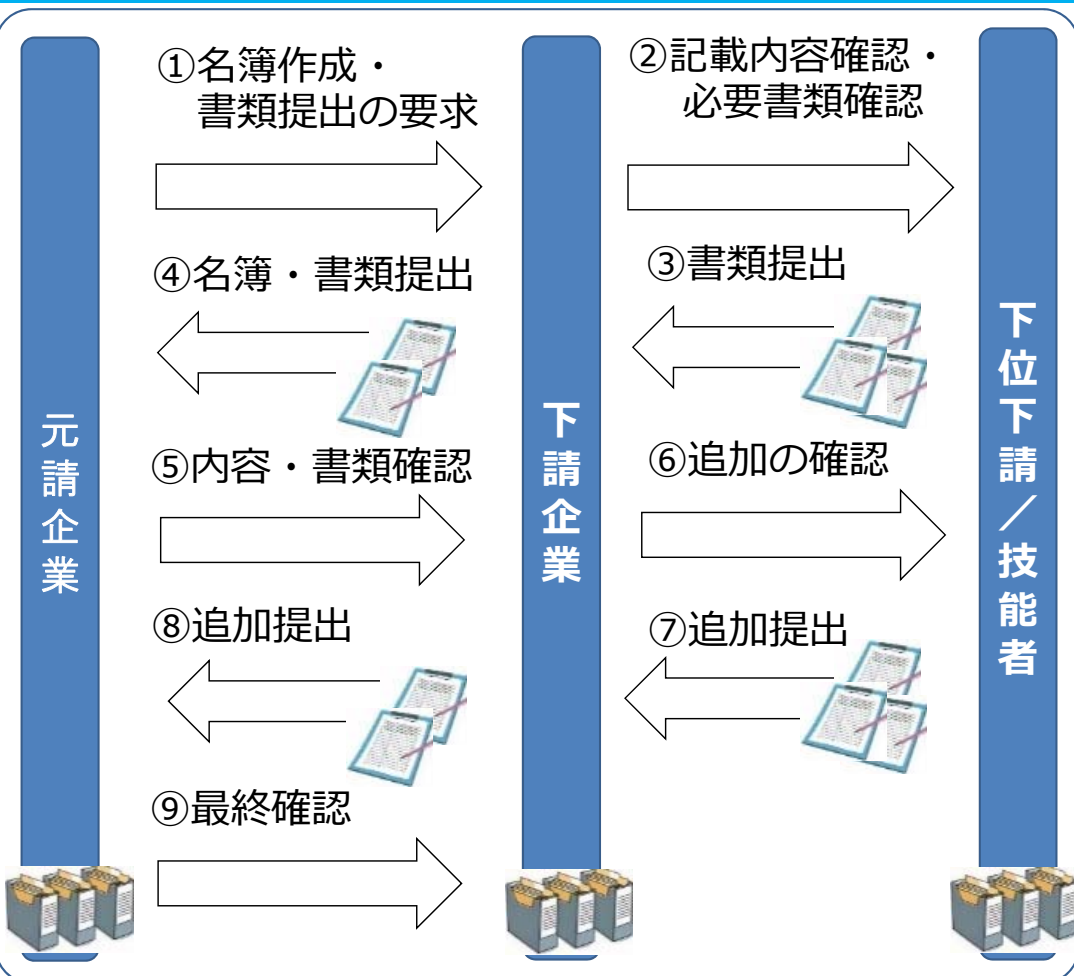 ①名簿作成・
書類提出の要求
②記載内容確認・
必要書類確認
④名簿・書類提出
③書類提出
元請企業
下請企業
下位下請／技能者
⑤内容・書類確認
⑥追加の確認
⑧追加提出
⑦追加提出
⑨最終確認